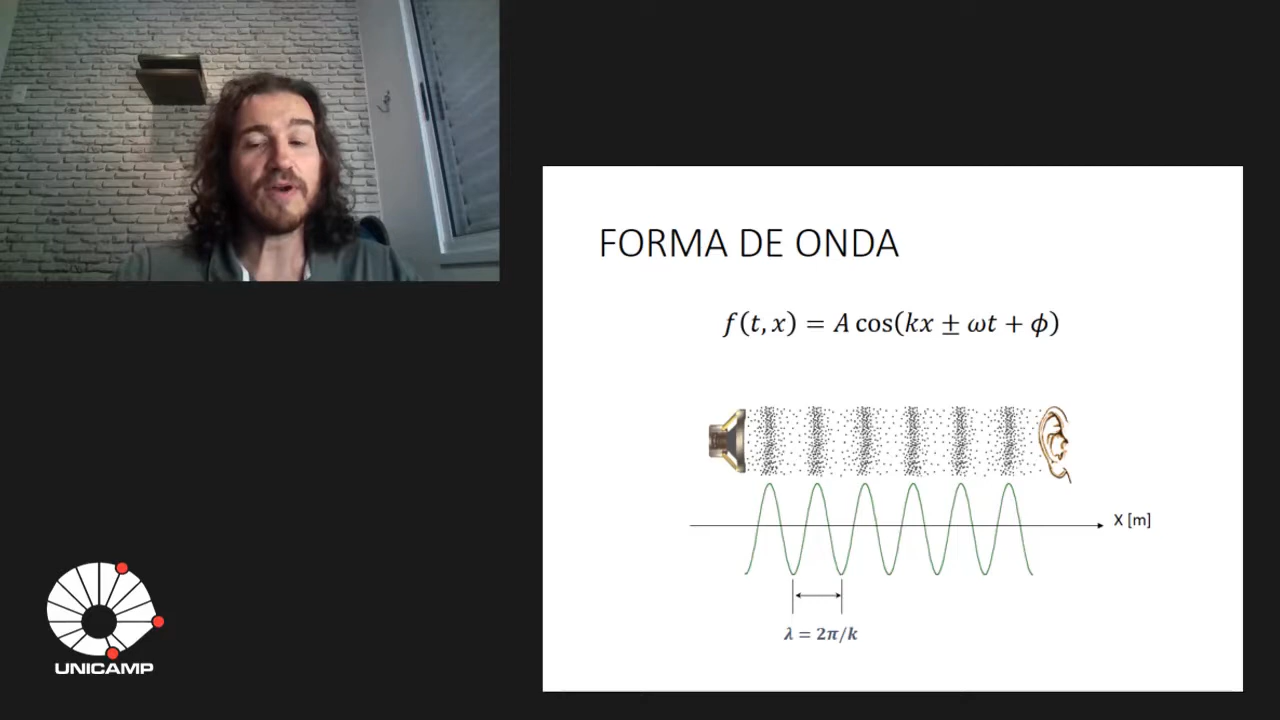 FORMA DE ONDA
f(t, x) = A cos(kx ± ωt + ϕ)
X [m]
λ = 2π/k
UNICAMP